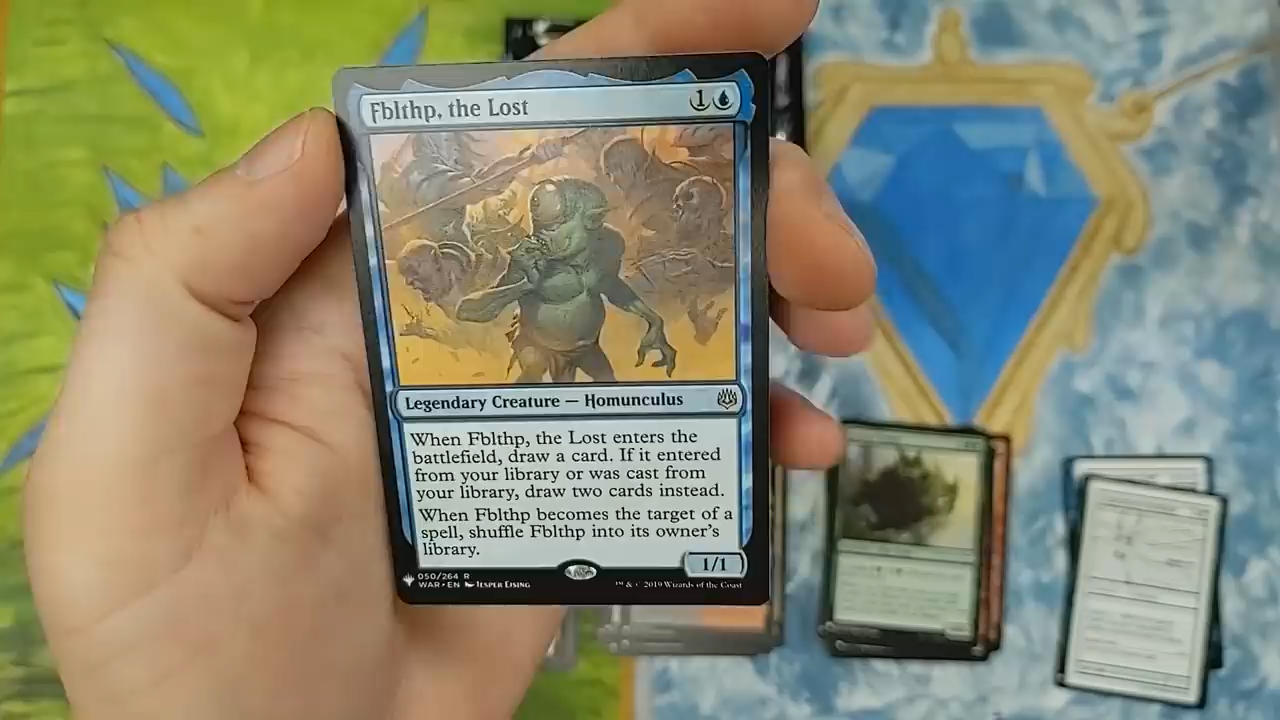 Fblthp, the Lost 1
Legendary Creature — Homunculus
When Fblthp, the Lost enters the
battlefield, draw a card. If it entered
from your library or was cast from
your library, draw two cards instead.
When Fblthp becomes the target of a
spell, shuffle Fblthp into its owner's
library.
1/1
050/264 R
WAR • EN Jesper Ejsing
™ & © 2019 Wizards of the Coast